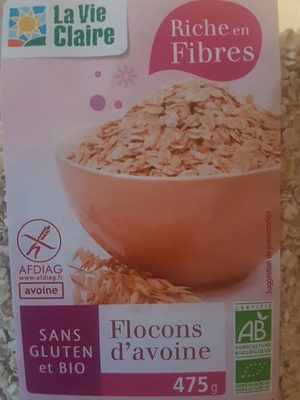 La Vie
Claire
Riche en
Fibres
Suggestion de présentation
AFDIAG
www.afdiag.fr
avoine
SANS
GLUTEN
et BIO
Flocons
d'avoine
475g
CERTIFIÉ
AB
AGRICULTURE
BIOLOGIQUE